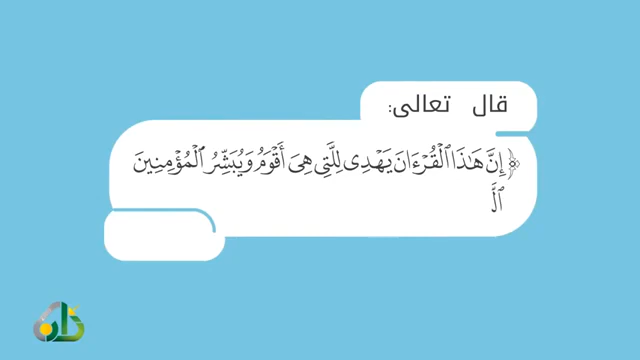 قال تعالى:
﴿ إِنَّ هَٰذَا ٱلْقُرْءَانَ يَهْدِى لِلَّتِى هِىَ أَقْوَمُ وَيُبَشِّرُ ٱلْمُؤْمِنِينَ
ٱلَّ